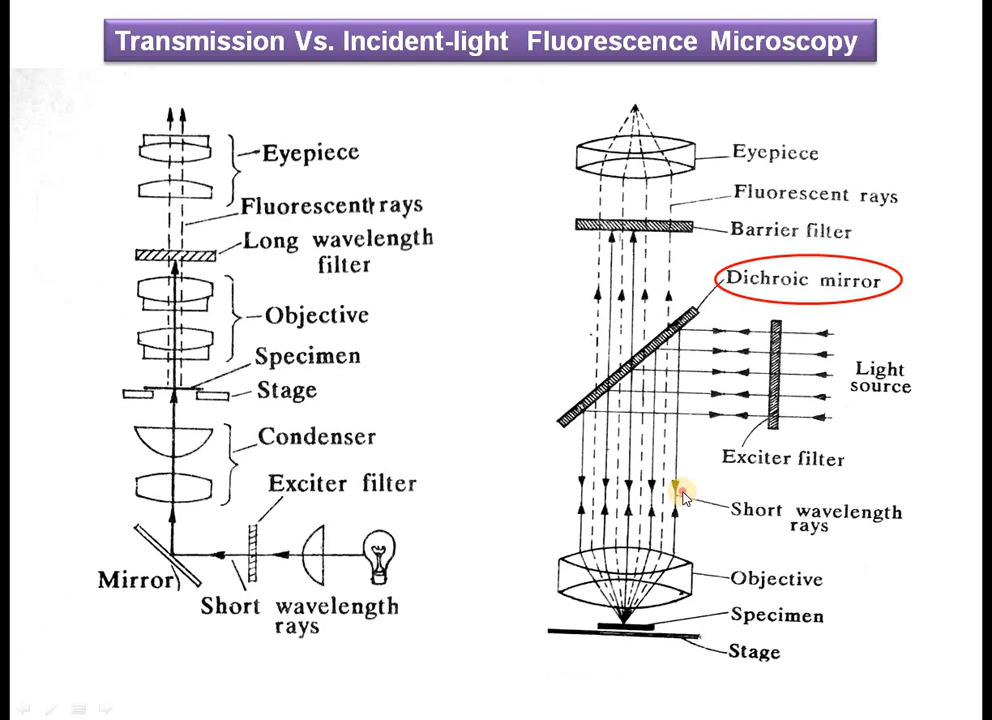 Transmission Vs. Incident-light Fluorescence Microscopy
Eyepiece
Fluorescent rays
Long wavelength
filter
Objective
Specimen
Stage
Condenser
Exciter filter
Mirror
Short wavelength
rays
Eyepiece
Fluorescent rays
Barrier filter
Dichroic mirror
Light
source
Exciter filter
Short wavelength
rays
Objective
Specimen
Stage